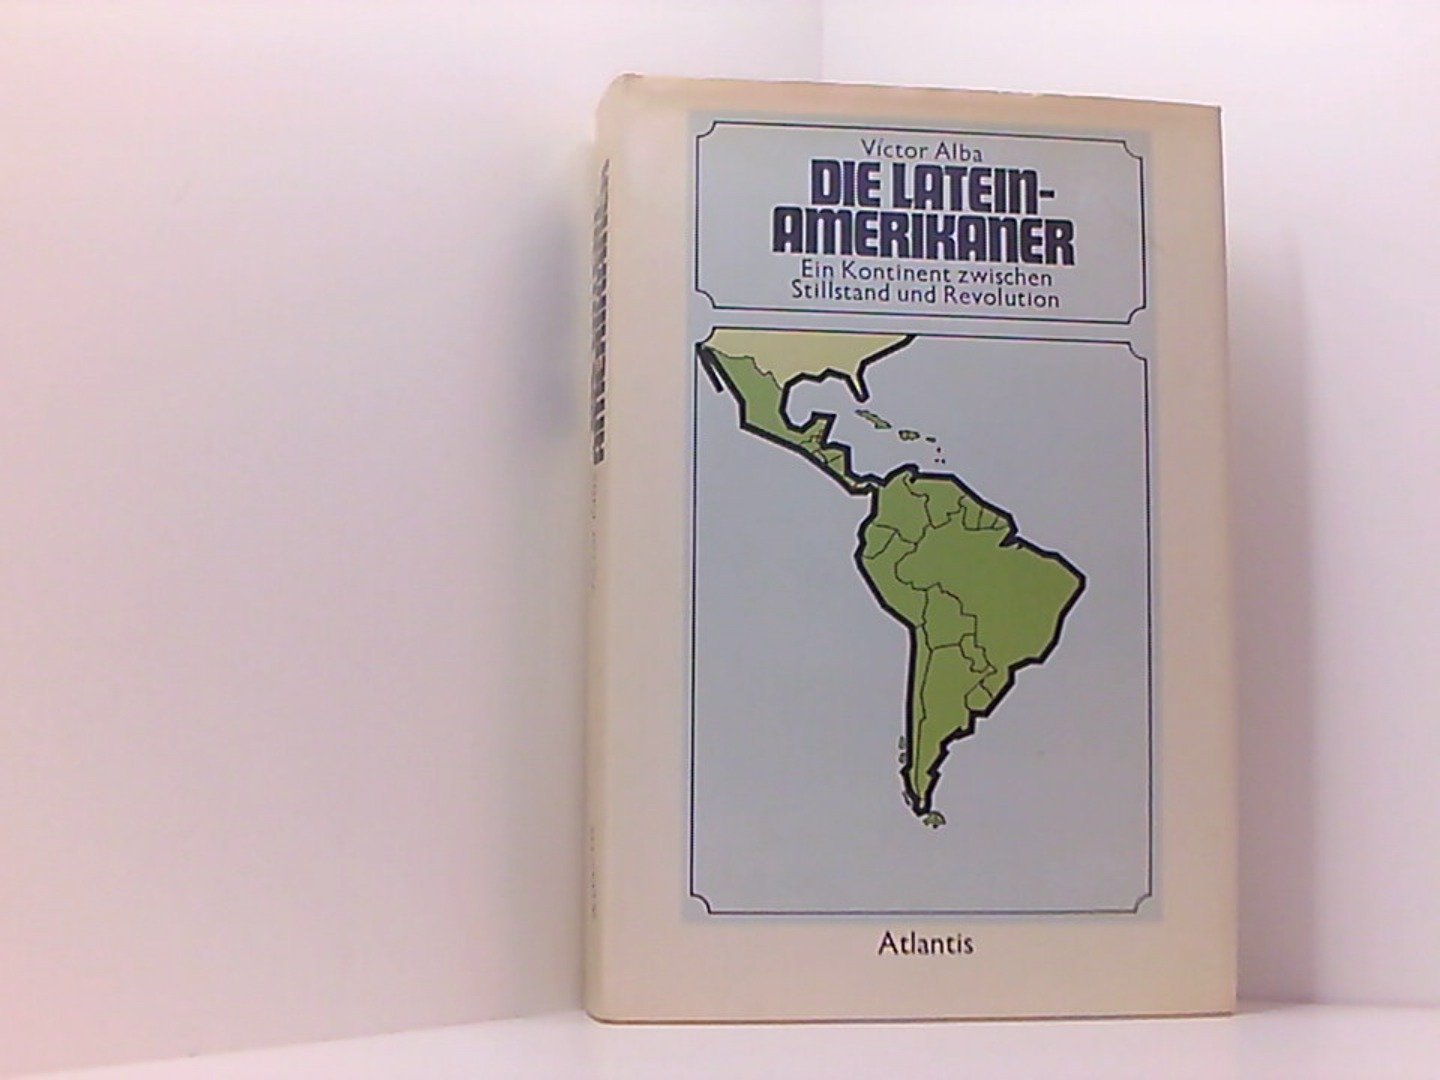 Víctor Alba
DIE LATEIN-
AMERIKANER
Ein Kontinent zwischen
Stillstand und Revolution
Atlantis